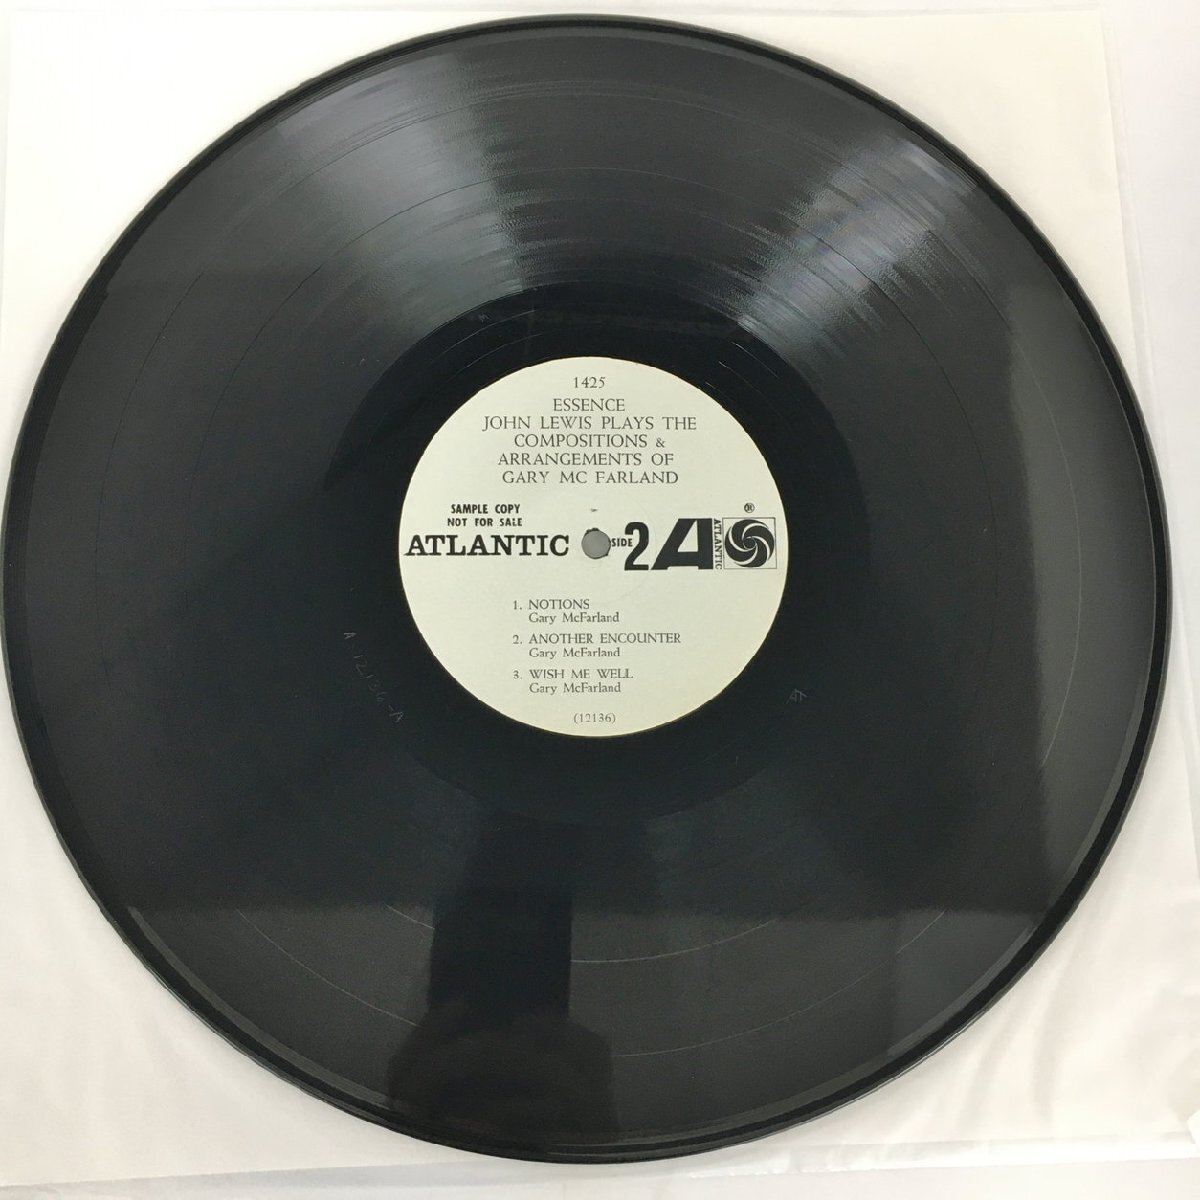 1425
ESSENCE
JOHN LEWIS PLAYS THE
COMPOSITIONS &
ARRANGEMENTS OF
GARY MC FARLAND
SAMPLE COPY
NOT FOR SALE
ATLANTIC SIDE 2 A ATLANTIC ®
1. NOTIONS
Gary McFarland
2. ANOTHER ENCOUNTER
Gary McFarland
3. WISH ME WELL
Gary McFarland
(12136)
A 12136-A
AT